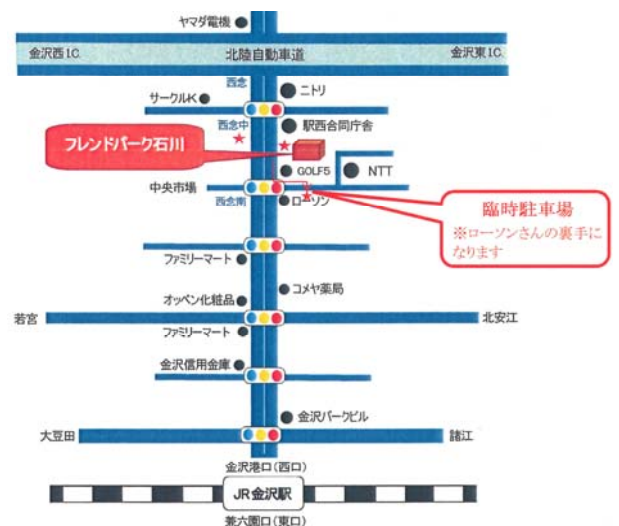 ヤマダ電機
金沢西IC.
北陸自動車道
金沢東IC.
西念
ニトリ
サークルK
西念中
駅西合同庁舎
フレンドパーク石川
GOLF5
NTT
中央市場
西念南
ローソン
臨時駐車場
※ローソンさんの裏手に
なります
ファミリーマート
コメヤ薬局
オッペン化粧品
若宮
北安江
ファミリーマート
金沢信用金庫
金沢パークビル
大豆田
諸江
金沢港口(西口)
JR金沢駅
兼六園口(東口)